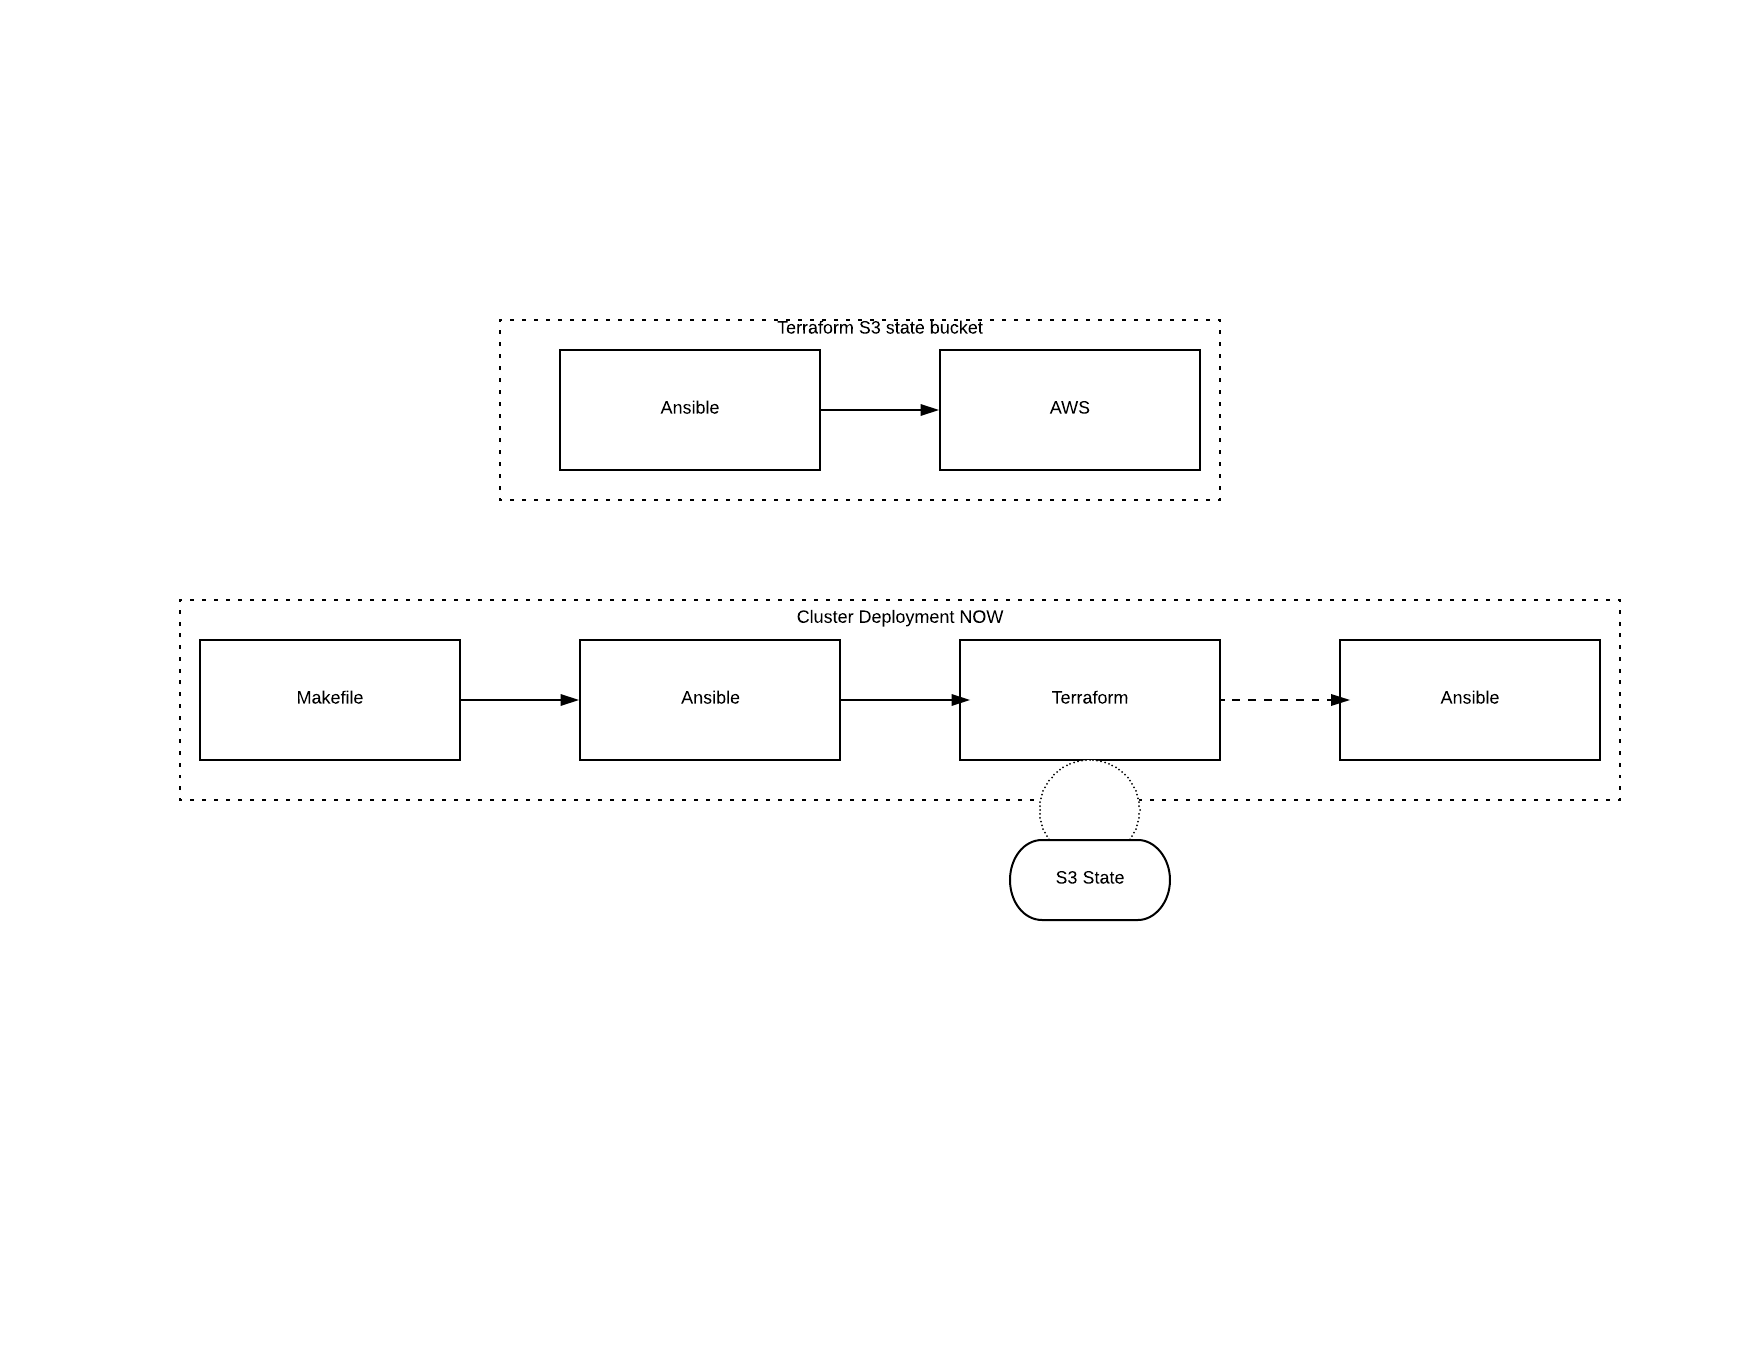 Terraform S3 state bucket
Ansible
AWS
Cluster Deployment NOW
Makefile
Ansible
Terraform
Ansible
S3 State